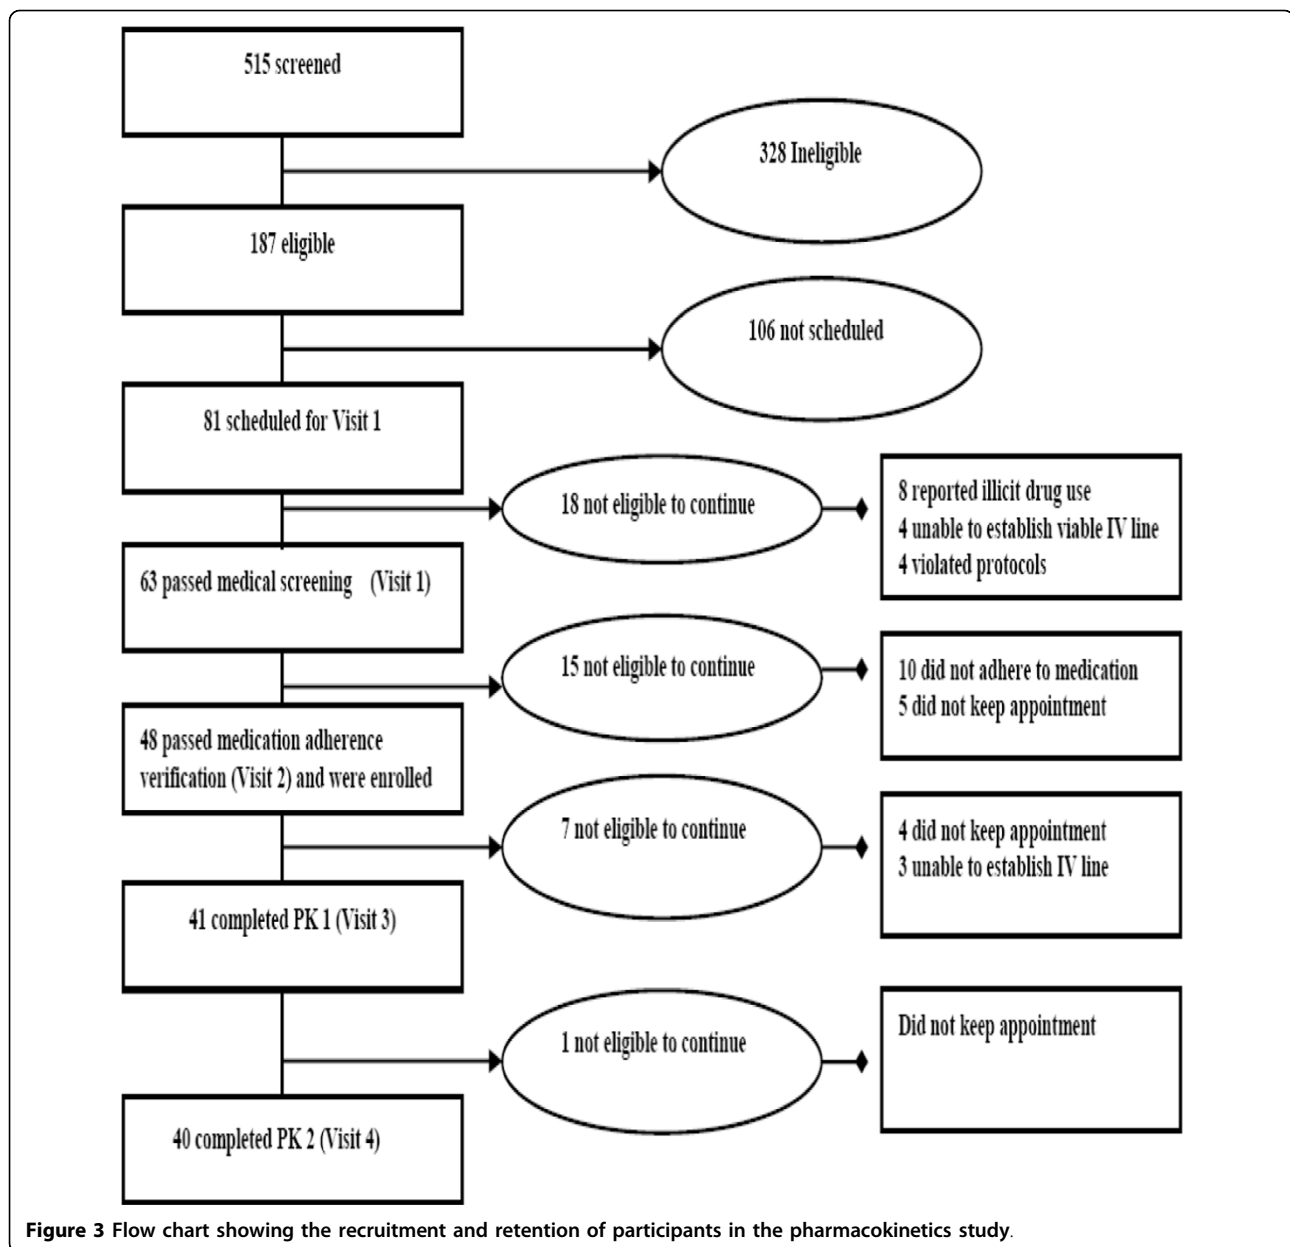 515 screened
328 Ineligible
187 eligible
106 not scheduled
81 scheduled for Visit 1
18 not eligible to continue
8 reported illicit drug use
4 unable to establish viable IV line
4 violated protocols
63 passed medical screening (Visit 1)
15 not eligible to continue
10 did not adhere to medication
5 did not keep appointment
48 passed medication adherence
verification (Visit 2) and were enrolled
7 not eligible to continue
4 did not keep appointment
3 unable to establish IV line
41 completed PK 1 (Visit 3)
1 not eligible to continue
Did not keep appointment
40 completed PK 2 (Visit 4)
Figure 3 Flow chart showing the recruitment and retention of participants in the pharmacokinetics study.